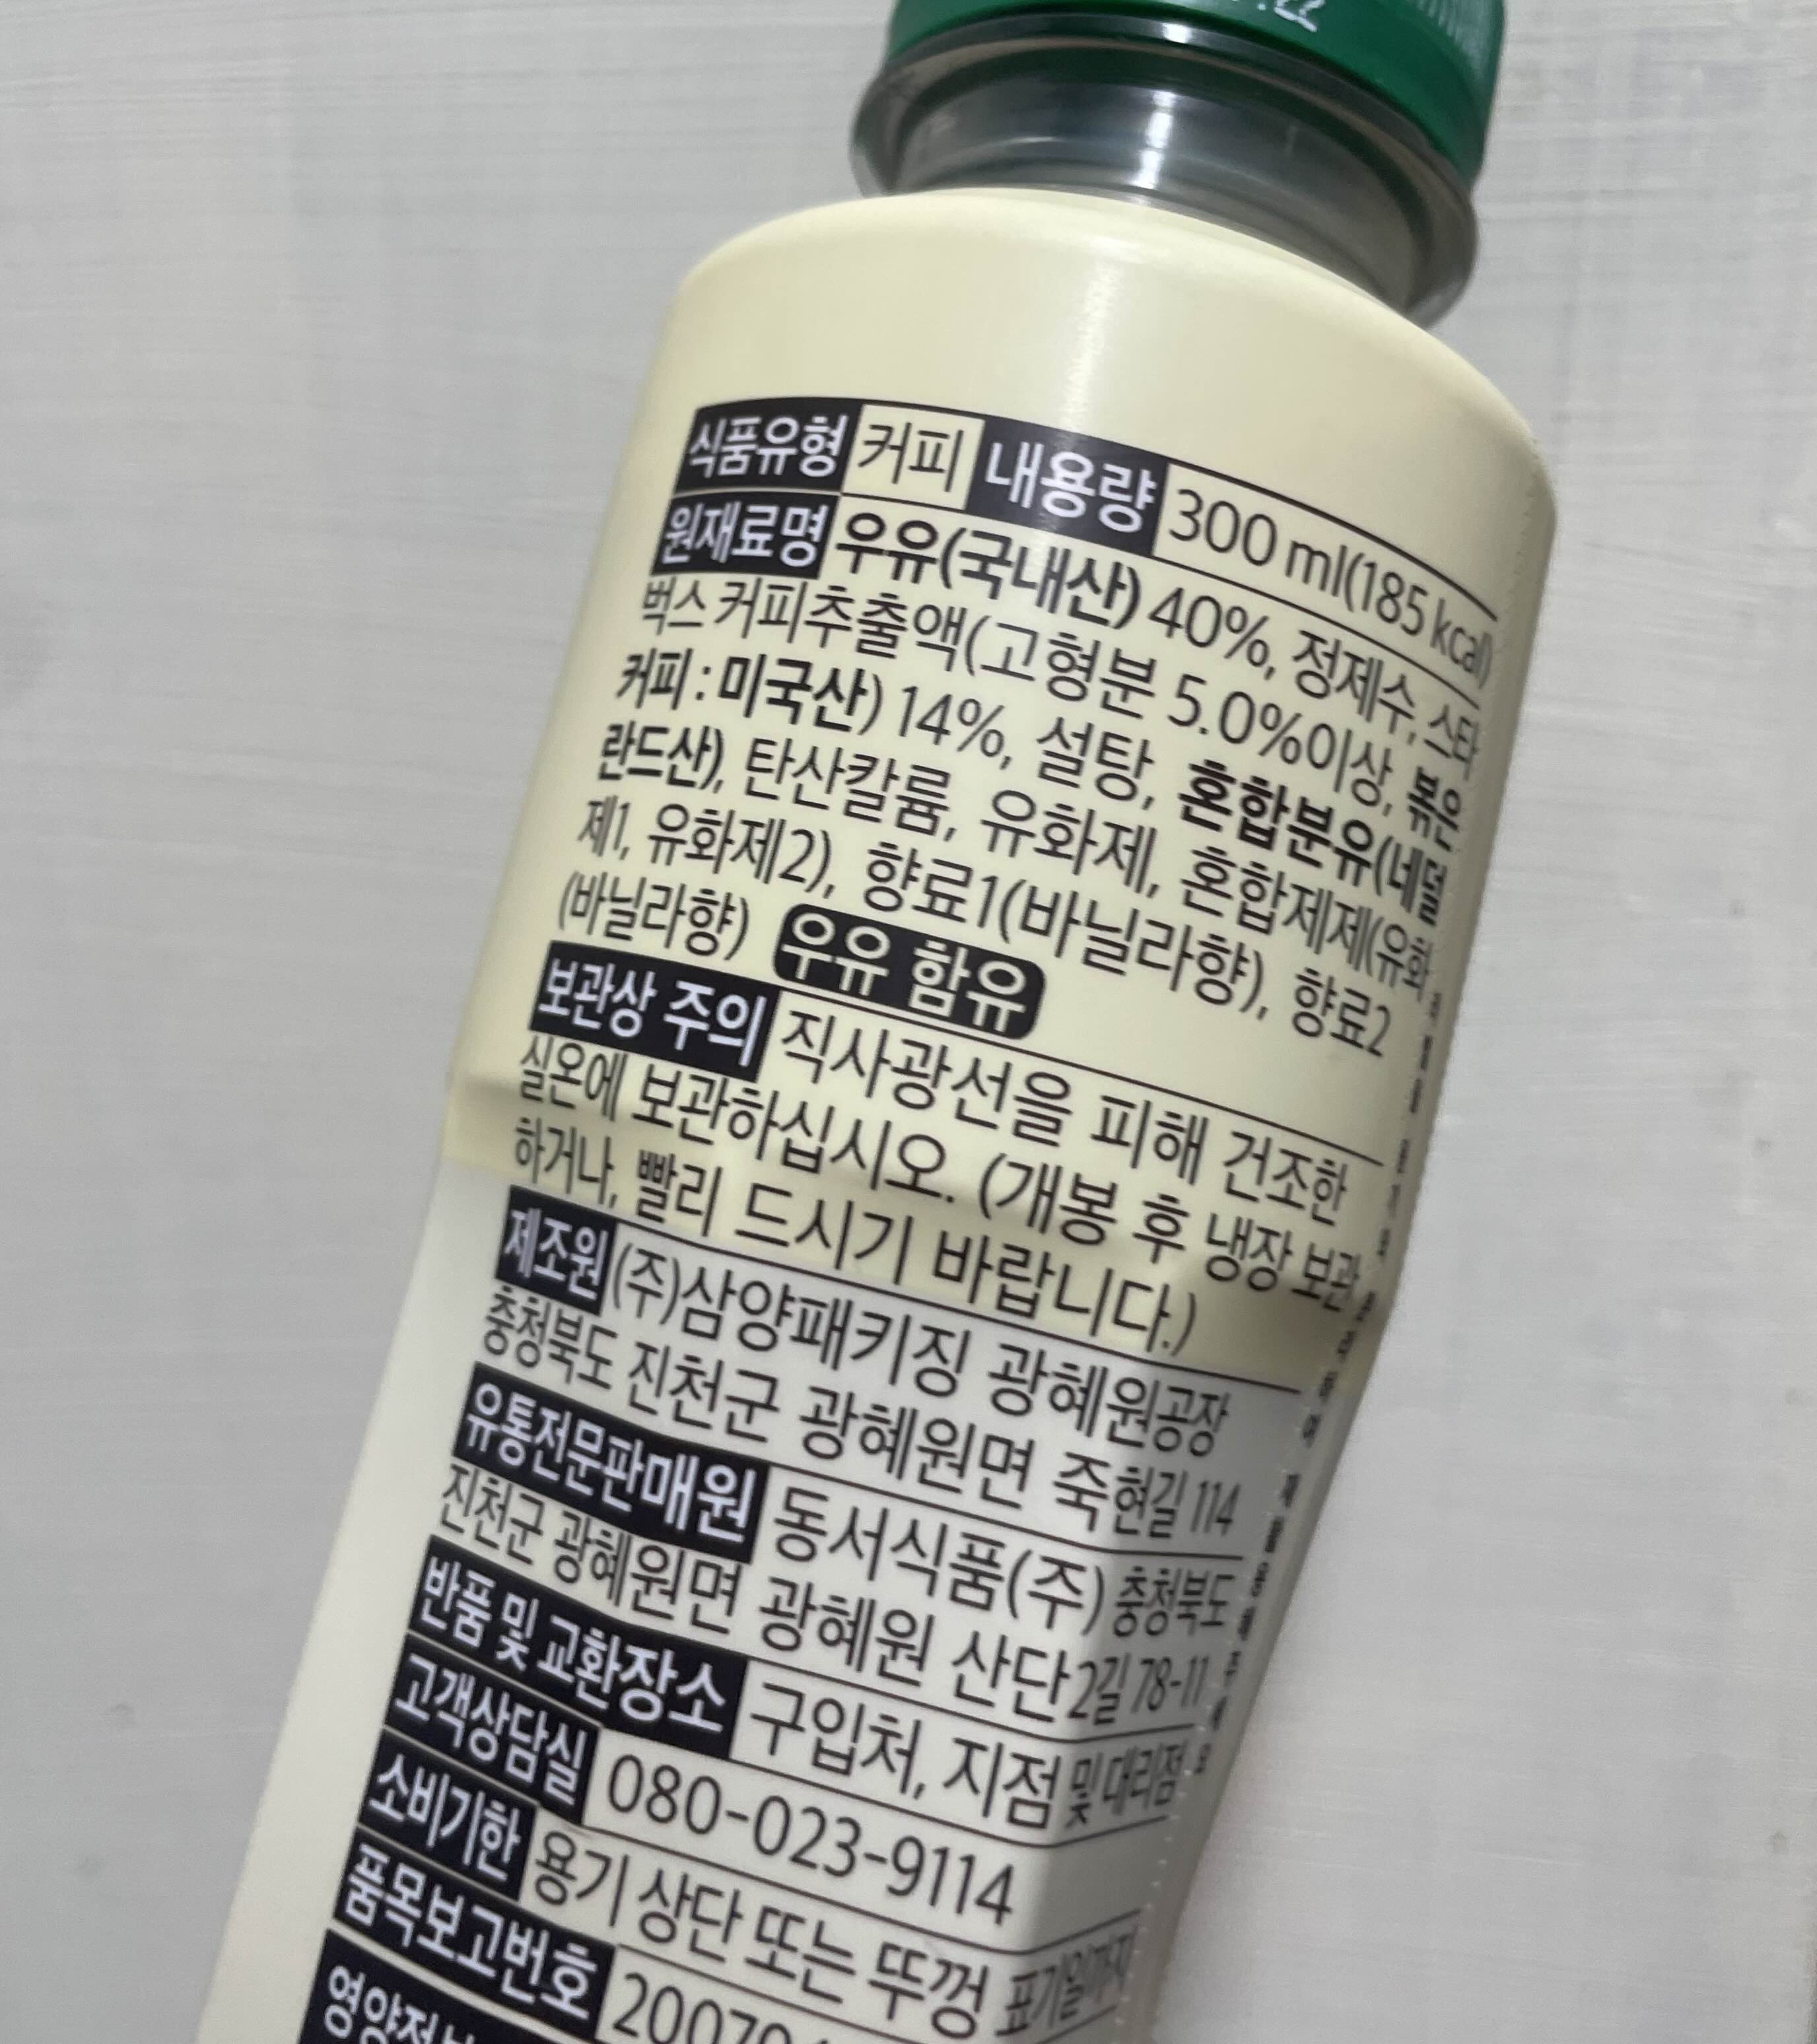 식품유형 커피 내용량 300 ml(185 kcal)
원재료명 우유(국내산) 40%, 정제수, 스타
벅스 커피추출액(고형분 5.0%이상, 볶은
커피 : 미국산) 14%, 설탕, 혼합분유(네덜
란드산), 탄산칼륨, 유화제, 혼합제제(유화
제1, 유화제2), 향료1(바닐라향), 향료2
(바닐라향) 우유 함유
보관상 주의 직사광선을 피해 건조한
실온에 보관하십시오. (개봉 후 냉장 보관
하거나, 빨리 드시기 바랍니다.)
제조원 (주)삼양패키징 광혜원공장
충청북도 진천군 광혜원면 죽현길 114
유통전문판매원 동서식품(주) 충청북도
진천군 광혜원면 광혜원 산단2길 78-11
반품 및 교환장소 구입처, 지점 및 대리점
고객상담실 080-023-9114
소비기한 용기 상단 또는 뚜껑 표기일까지
품목보고번호 20070